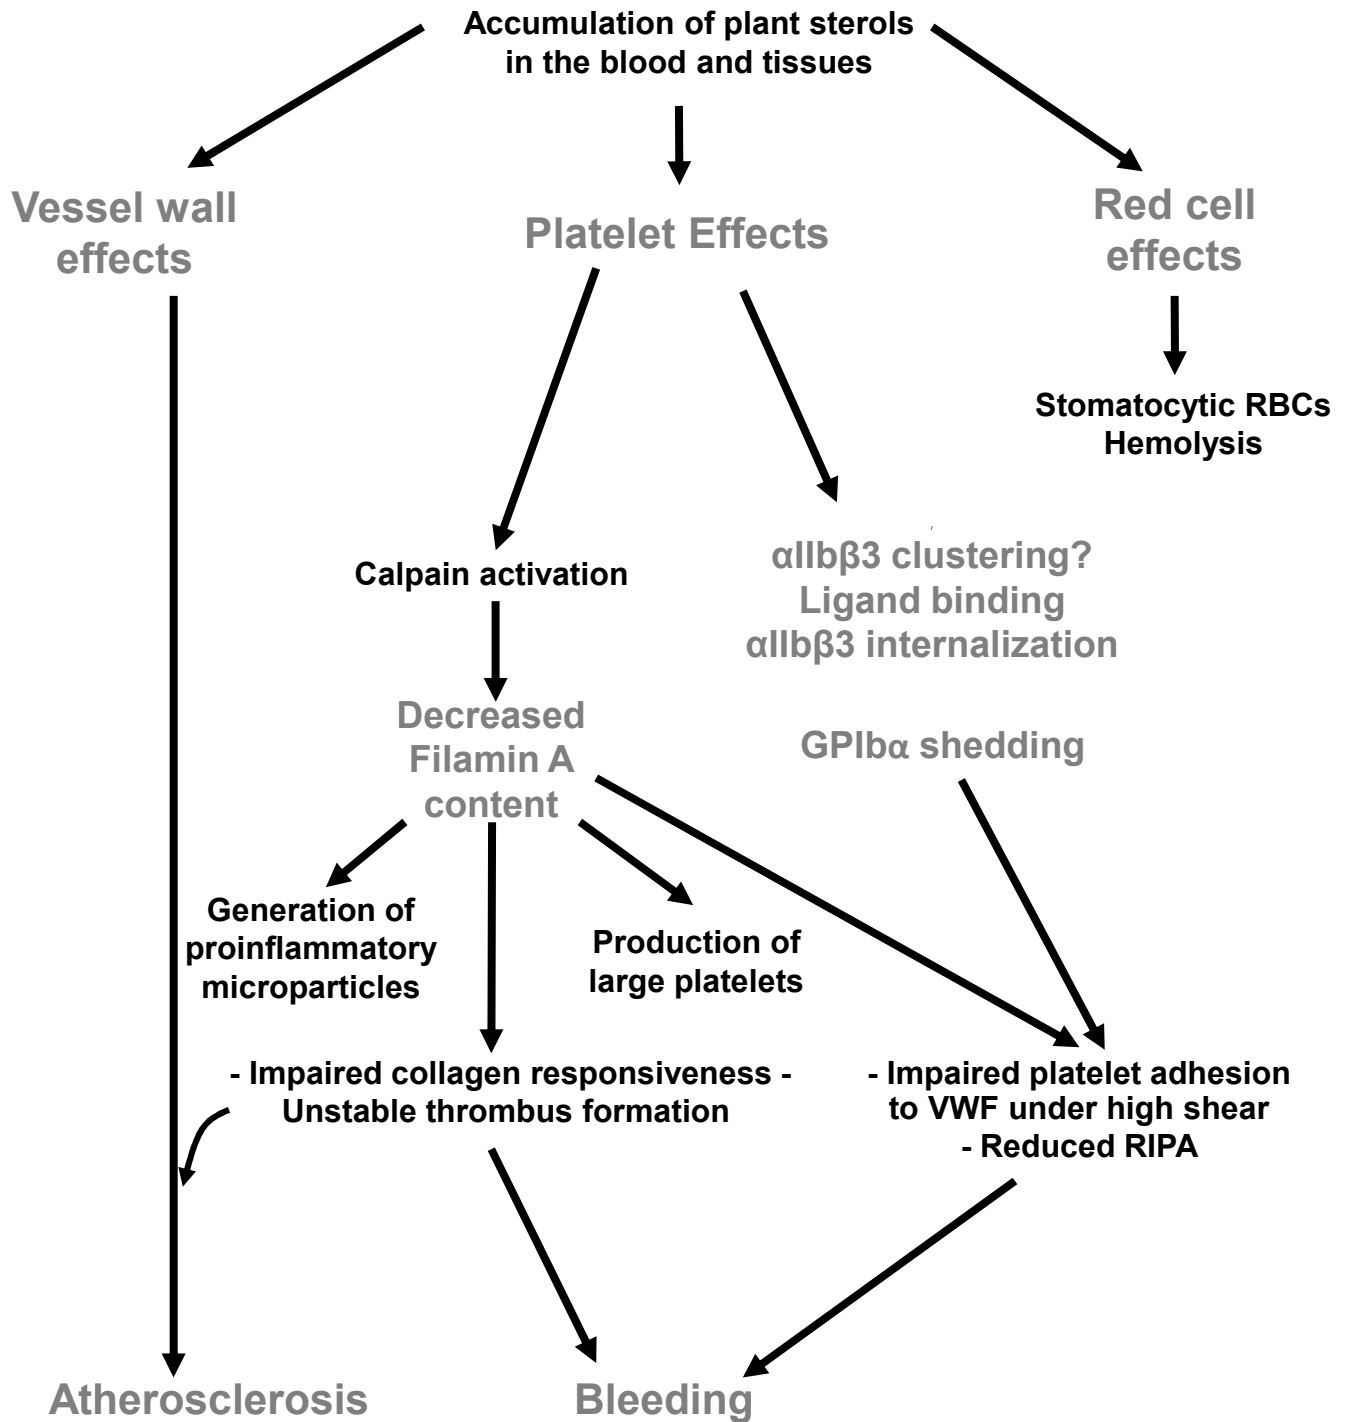 Accumulation of plant sterols
in the blood and tissues
Vessel wall
effects
Platelet Effects
Red cell
effects
Stomatocytic RBCs
Hemolysis
Calpain activation
αIIbβ3 clustering?
Ligand binding
αIIbβ3 internalization
Decreased
Filamin A
content
GPIbα shedding
Generation of
proinflammatory
microparticles
Production of
large platelets
- Impaired collagen responsiveness -
Unstable thrombus formation
- Impaired platelet adhesion
to VWF under high shear
- Reduced RIPA
Atherosclerosis
Bleeding